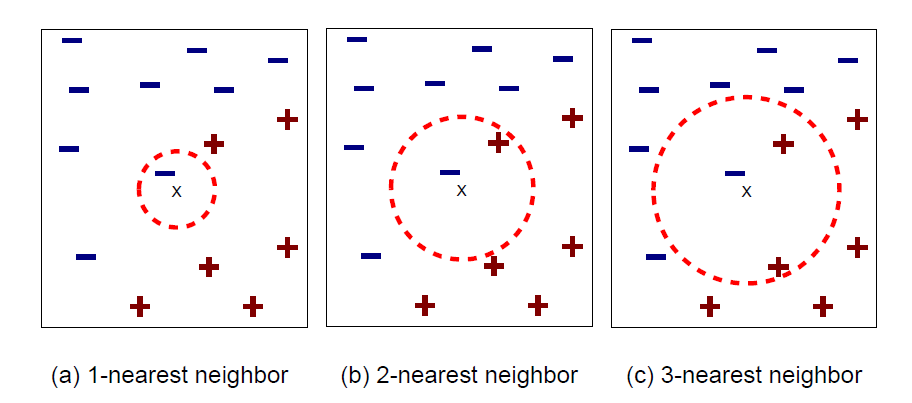 X
X
X
(a) 1-nearest neighbor
(b) 2-nearest neighbor
(c) 3-nearest neighbor